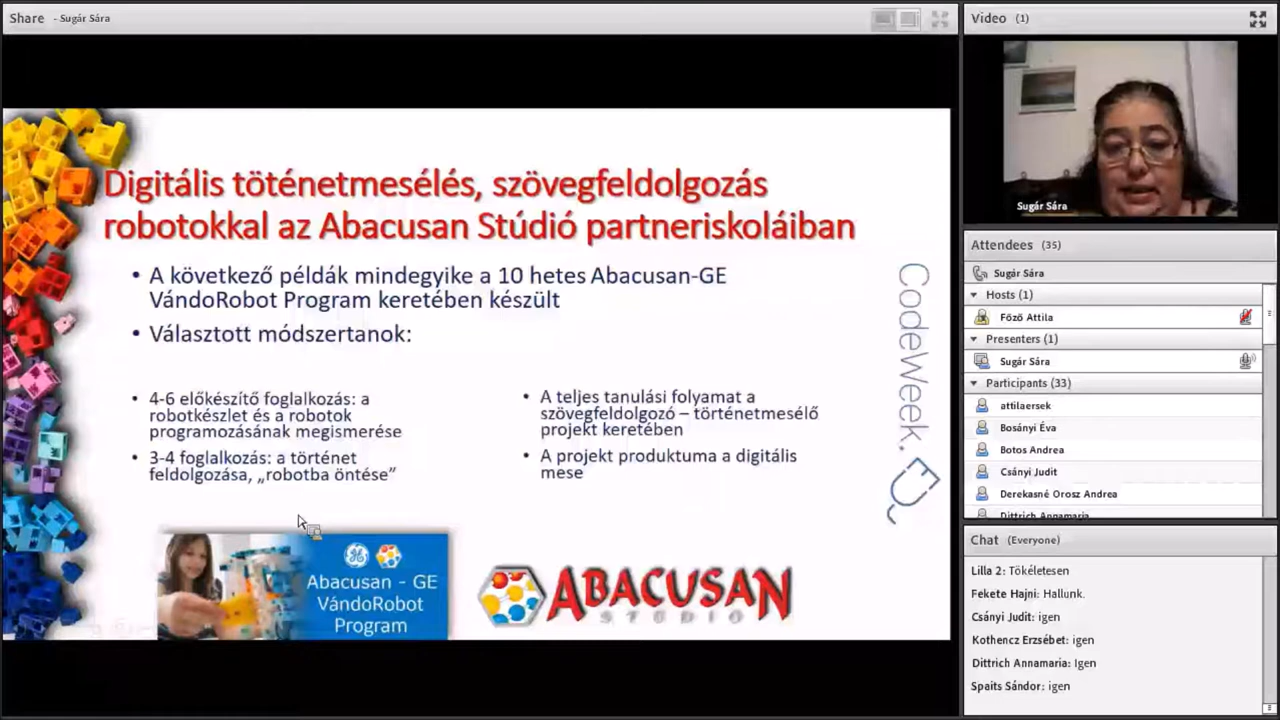 Share - Sugár Sára
Digitális töténetmesélés, szövegfeldolgozás
robotokkal az Abacusan Stúdió partneriskoláiban
• A következő példák mindegyike a 10 hetes Abacusan-GE
VándoRobot Program keretében készült
• Választott módszertanok:
• 4-6 előkészítő foglalkozás: a
robotkészlet és a robotok
programozásának megismerése
• 3-4 foglalkozás: a történet
feldolgozása, „robotba öntése”
• A teljes tanulási folyamat a
szövegfeldolgozó – történetmesélő
projekt keretében
• A projekt produktuma a digitális
mese
CodeWeek.
Abacusan - GE
VándoRobot
Program
ABACUSAN
STÚDIÓ
Video (1)
Sugár Sára
Attendees (35)
Sugár Sára
Hosts (1)
Főző Attila
Presenters (1)
Sugár Sára
Participants (33)
attilaersek
Bosányi Éva
Botos Andrea
Csányi Judit
Derekasné Orosz Andrea
Dittrich Annamaria
Chat (Everyone)
Lilla 2: Tökéletesen
Fekete Hajni: Hallunk.
Csányi Judit: igen
Kothencz Erzsébet: igen
Dittrich Annamaria: Igen
Spaits Sándor: igen